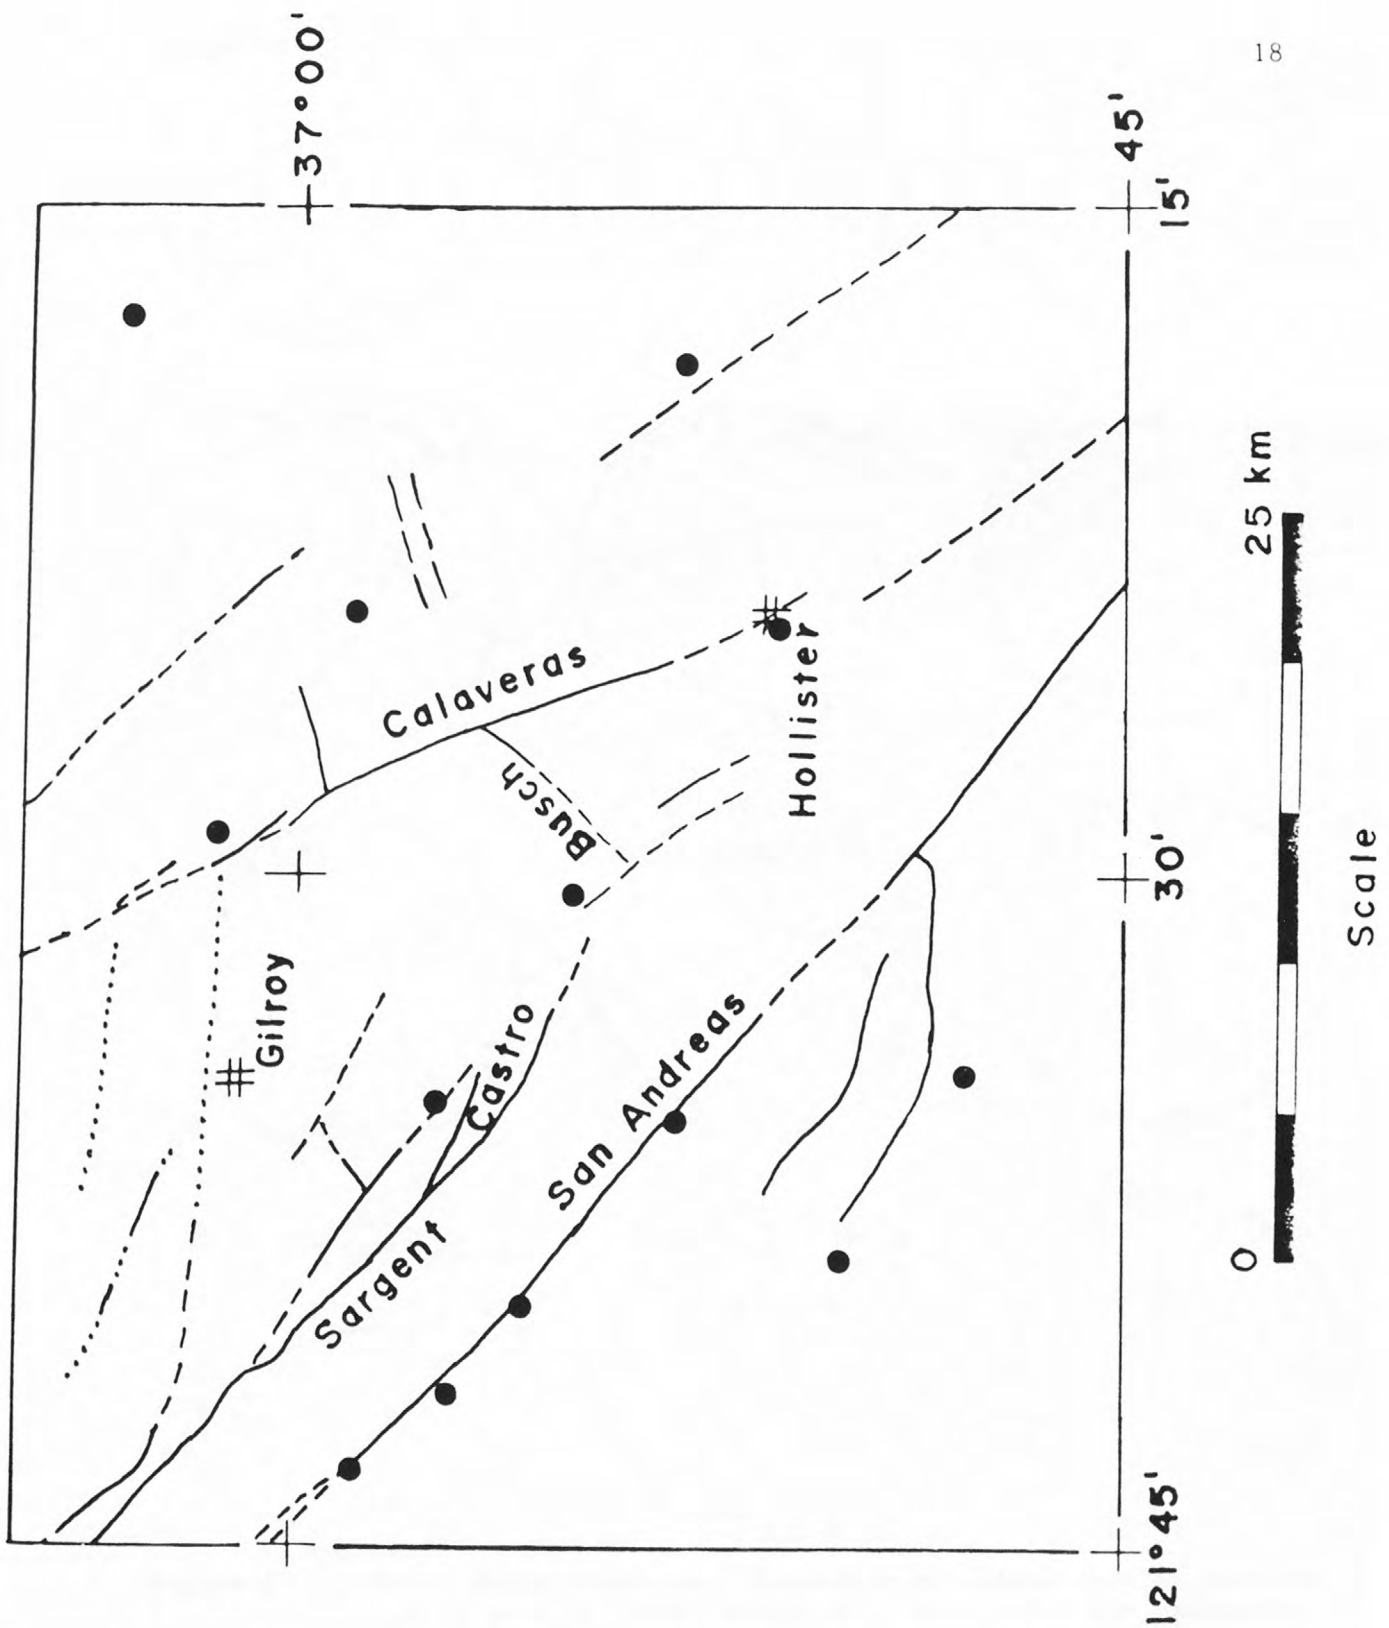 18
37°00'
45'
15'
Calaveras
Busch
Hollister
Gilroy
Castro
San Andreas
Sargent
30'
121°45'
0
25 km
Scale